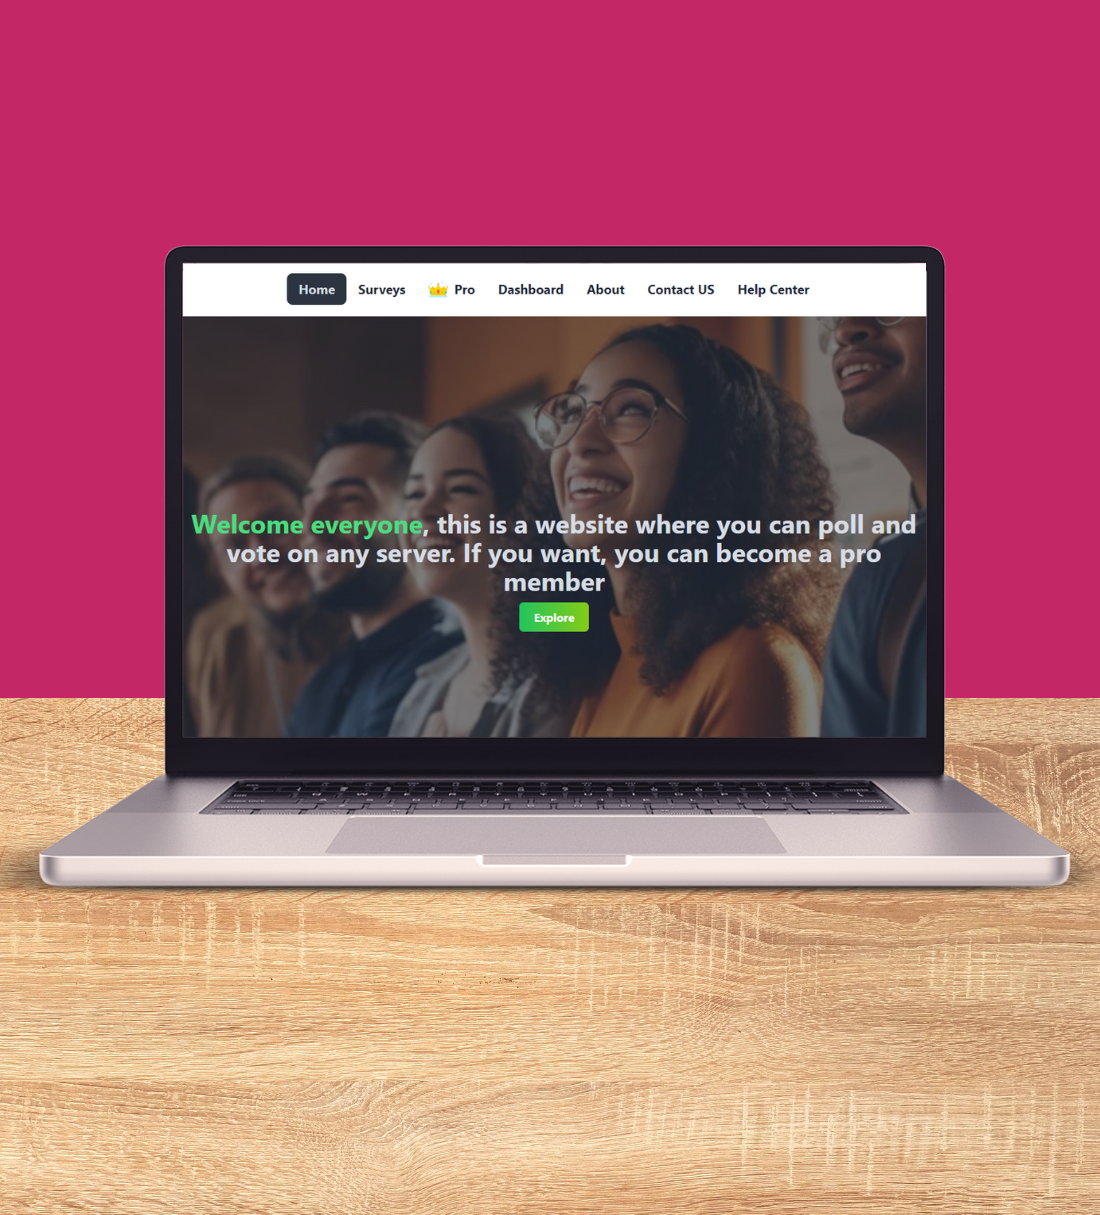 Home Surveys Pro Dashboard About Contact US Help Center
Welcome everyone, this is a website where you can poll and
vote on any server. If you want, you can become a pro
member
Explore